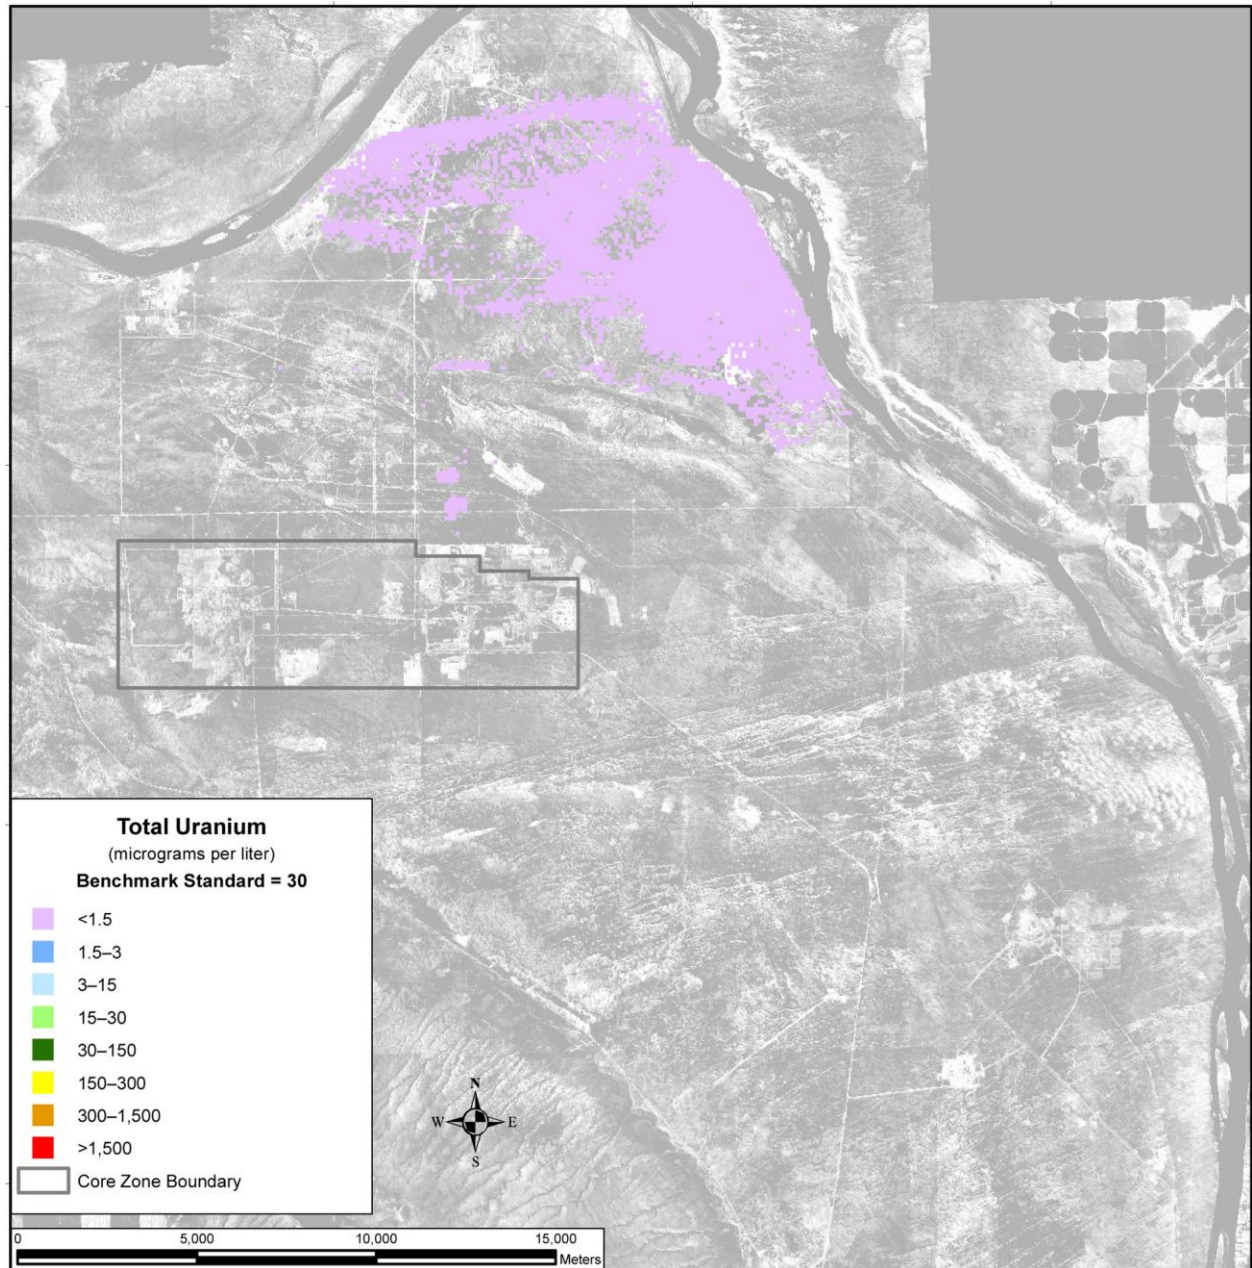 Total Uranium
(micrograms per liter)
Benchmark Standard = 30
<1.5
1.5–3
3–15
15–30
30–150
150–300
300–1,500
>1,500
Core Zone Boundary
N
W E
S
0 5,000 10,000 15,000
Meters